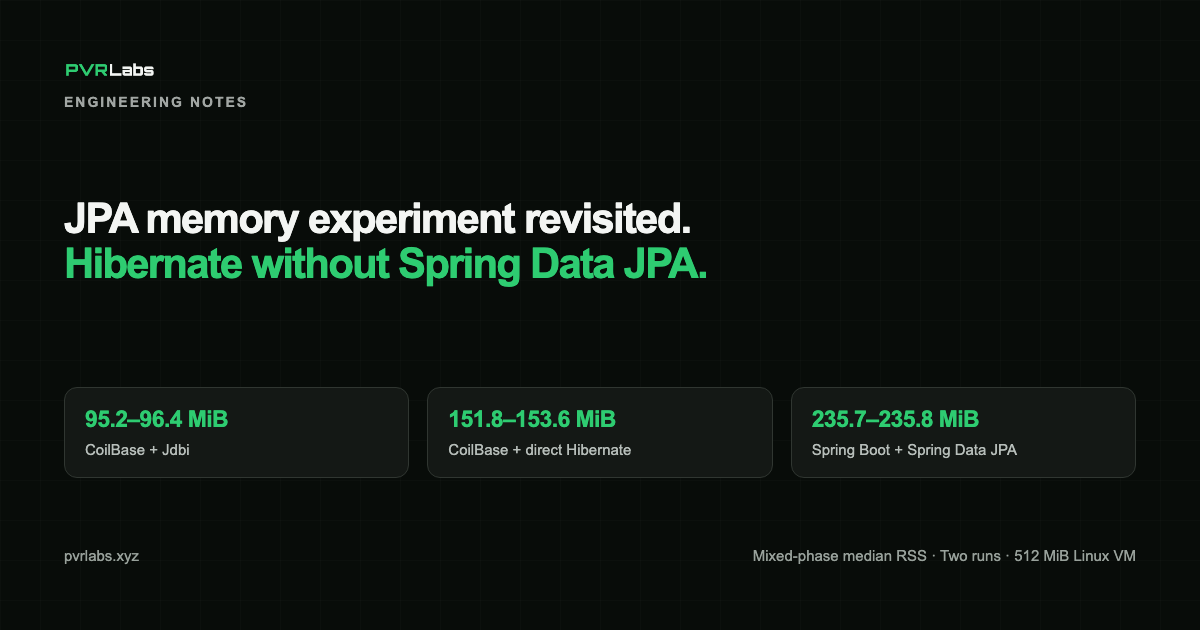 PVRLabs
ENGINEERING NOTES
JPA memory experiment revisited.
Hibernate without Spring Data JPA.
95.2–96.4 MiB
CoilBase + Jdbi
151.8–153.6 MiB
CoilBase + direct Hibernate
235.7–235.8 MiB
Spring Boot + Spring Data JPA
pvrlabs.xyz
Mixed-phase median RSS · Two runs · 512 MiB Linux VM